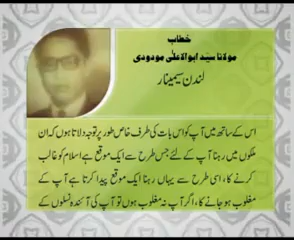 خطاب
مولانا سید ابوالاعلٰی مودودی
لندن سیمینار
اس کے ساتھ میں آپ کو اس بات کی طرف خاص طور پر توجہ دلاتا ہوں کہ ان
ملکوں میں رہنا آپ کے لئے جس طرح سے ایک موقع ہے اسلام کو غالب
کرنے کا، اسی طرح سے یہاں رہنا ایک موقع پیدا کرتا ہے آپ کے
مغلوب ہو جانے کا، اگر آپ نہ مغلوب ہوں تو آپ کی آئندہ نسلوں کے